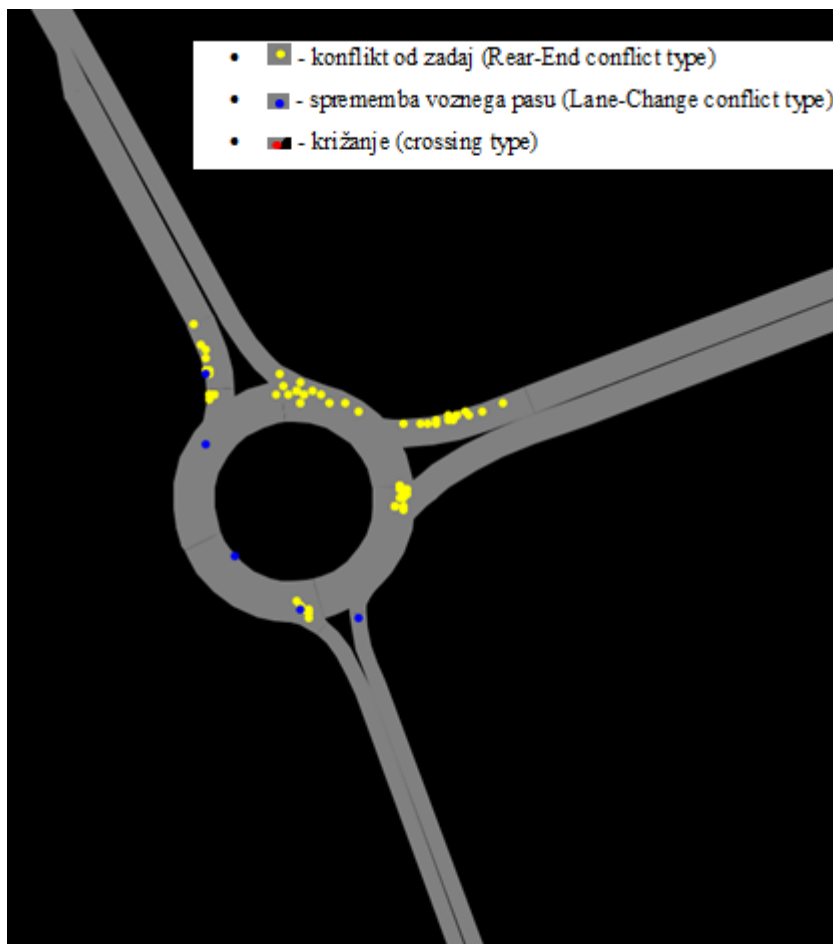 - konflikt od zadaj (Rear-End conflict type)
- sprememba voznega pasu (Lane-Change conflict type)
- križanje (crossing type)